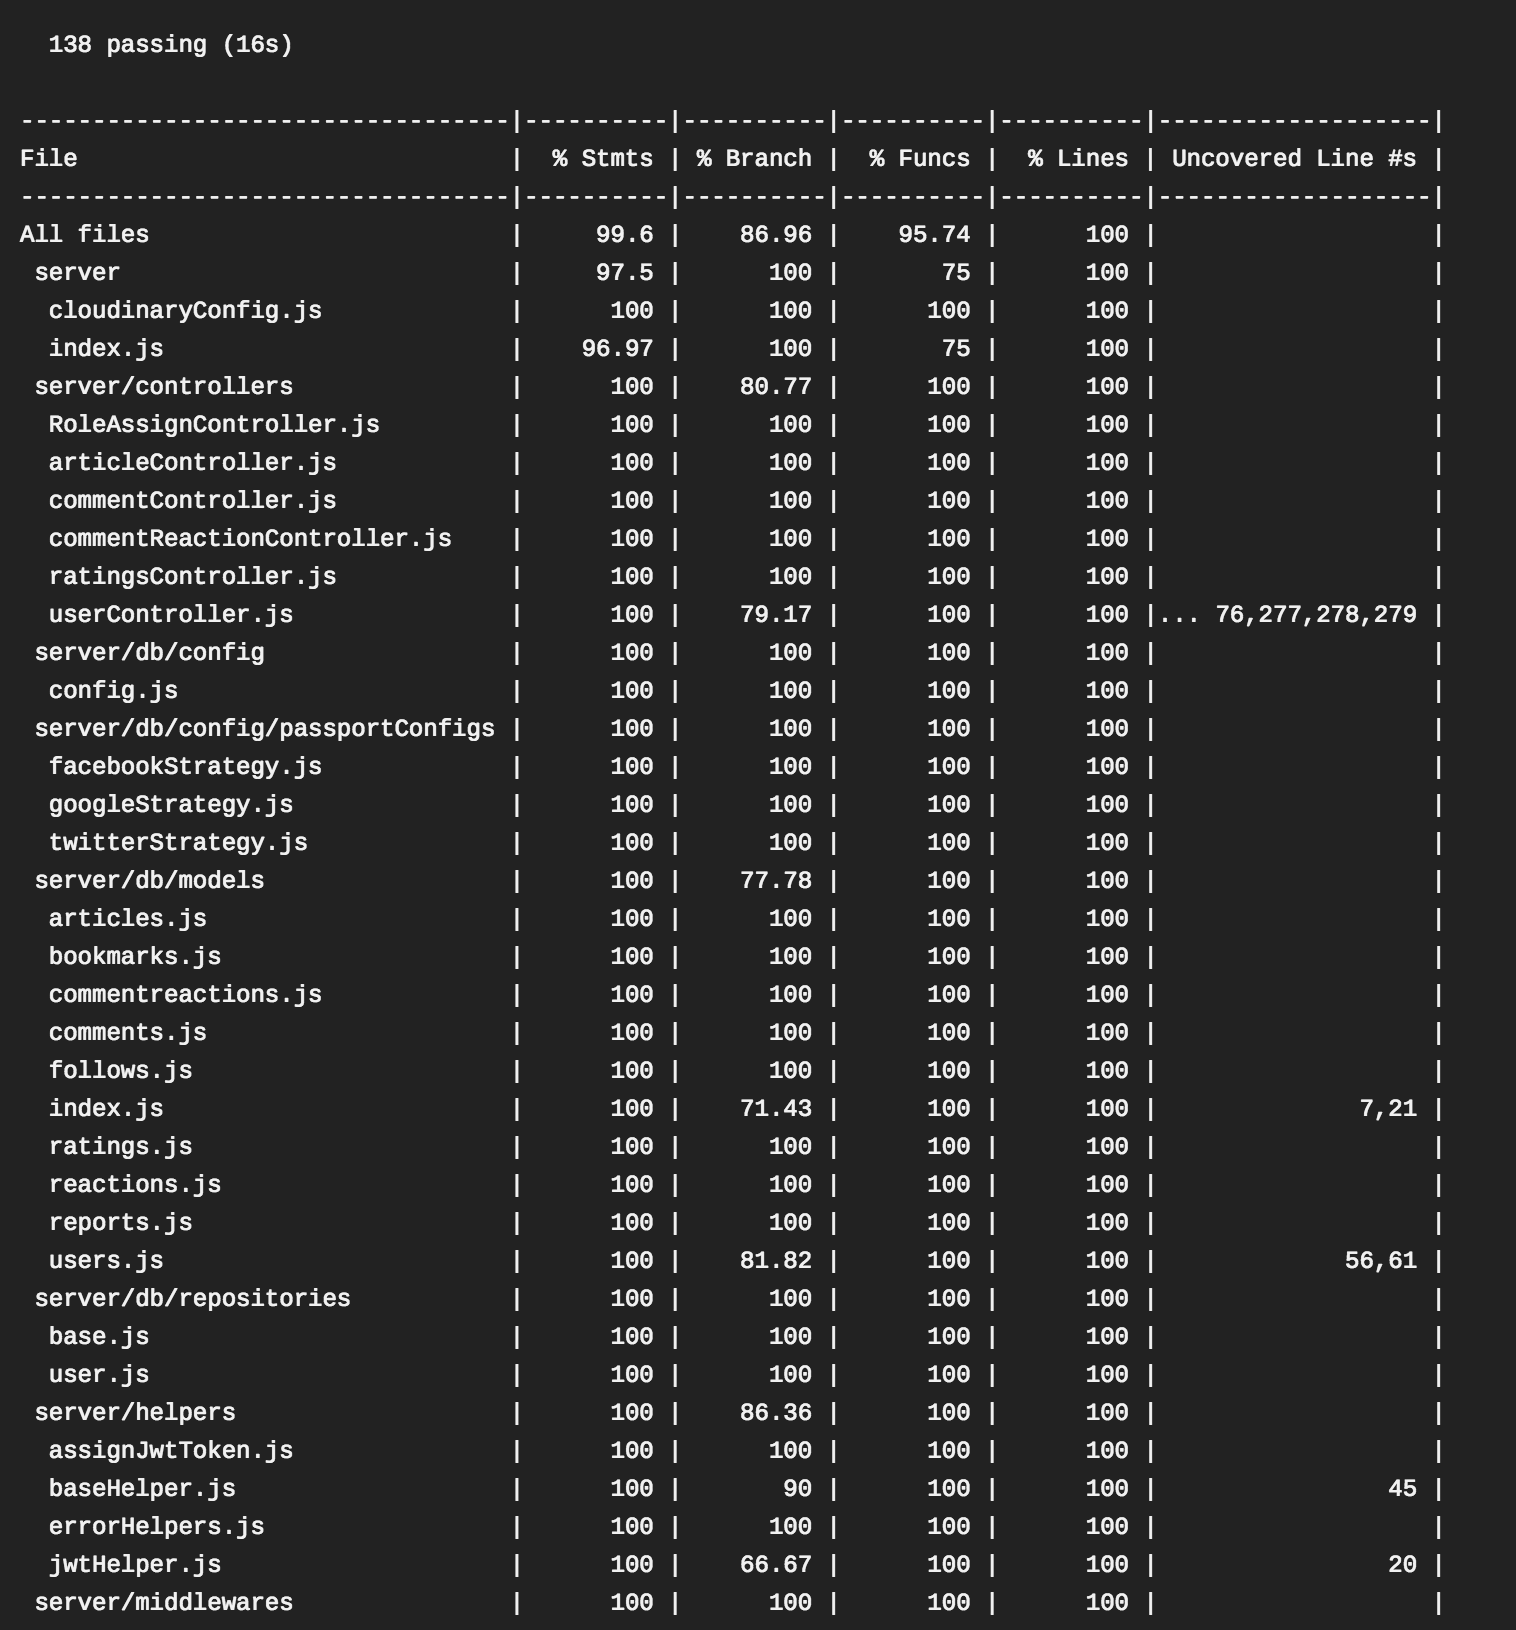 138 passing (16s)
----------------------------------|----------|----------|----------|----------|-------------------|
File                              |  % Stmts | % Branch |  % Funcs |  % Lines | Uncovered Line #s |
----------------------------------|----------|----------|----------|----------|-------------------|
All files                         |     99.6 |    86.96 |    95.74 |      100 |                   |
 server                           |     97.5 |      100 |       75 |      100 |                   |
  cloudinaryConfig.js             |      100 |      100 |      100 |      100 |                   |
  index.js                        |    96.97 |      100 |       75 |      100 |                   |
 server/controllers               |      100 |    80.77 |      100 |      100 |                   |
  RoleAssignController.js         |      100 |      100 |      100 |      100 |                   |
  articleController.js            |      100 |      100 |      100 |      100 |                   |
  commentController.js            |      100 |      100 |      100 |      100 |                   |
  commentReactionController.js    |      100 |      100 |      100 |      100 |                   |
  ratingsController.js            |      100 |      100 |      100 |      100 |                   |
  userController.js               |      100 |    79.17 |      100 |      100 |... 76,277,278,279 |
 server/db/config                 |      100 |      100 |      100 |      100 |                   |
  config.js                       |      100 |      100 |      100 |      100 |                   |
 server/db/config/passportConfigs |      100 |      100 |      100 |      100 |                   |
  facebookStrategy.js             |      100 |      100 |      100 |      100 |                   |
  googleStrategy.js               |      100 |      100 |      100 |      100 |                   |
  twitterStrategy.js              |      100 |      100 |      100 |      100 |                   |
 server/db/models                 |      100 |    77.78 |      100 |      100 |                   |
  articles.js                     |      100 |      100 |      100 |      100 |                   |
  bookmarks.js                    |      100 |      100 |      100 |      100 |                   |
  commentreactions.js             |      100 |      100 |      100 |      100 |                   |
  comments.js                     |      100 |      100 |      100 |      100 |                   |
  follows.js                      |      100 |      100 |      100 |      100 |                   |
  index.js                        |      100 |    71.43 |      100 |      100 |              7,21 |
  ratings.js                      |      100 |      100 |      100 |      100 |                   |
  reactions.js                    |      100 |      100 |      100 |      100 |                   |
  reports.js                      |      100 |      100 |      100 |      100 |                   |
  users.js                        |      100 |    81.82 |      100 |      100 |             56,61 |
 server/db/repositories           |      100 |      100 |      100 |      100 |                   |
  base.js                         |      100 |      100 |      100 |      100 |                   |
  user.js                         |      100 |      100 |      100 |      100 |                   |
 server/helpers                   |      100 |    86.36 |      100 |      100 |                   |
  assignJwtToken.js               |      100 |      100 |      100 |      100 |                   |
  baseHelper.js                   |      100 |       90 |      100 |      100 |                45 |
  errorHelpers.js                 |      100 |      100 |      100 |      100 |                   |
  jwtHelper.js                    |      100 |    66.67 |      100 |      100 |                20 |
 server/middlewares               |      100 |      100 |      100 |      100 |                   |